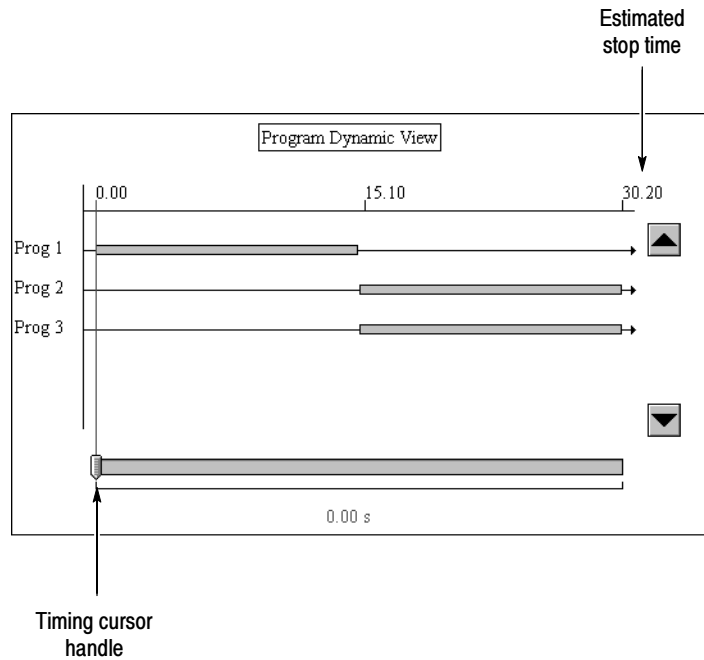 Estimated
stop time
Program Dynamic View
0.00
15.10
30.20
Prog 1
Prog 2
Prog 3
0.00 s
Timing cursor
handle